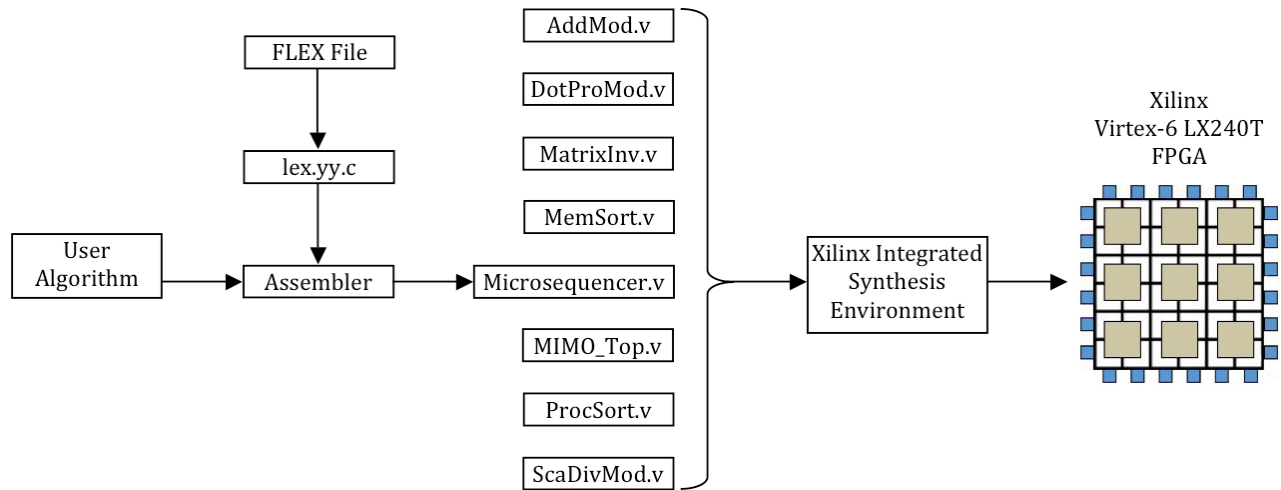 FLEX File
lex.yy.c
User
Algorithm
Assembler
AddMod.v
DotProMod.v
MatrixInv.v
MemSort.v
Microsequencer.v
MIMO_Top.v
ProcSort.v
ScaDivMod.v
Xilinx Integrated
Synthesis
Environment
Xilinx
Virtex-6 LX240T
FPGA